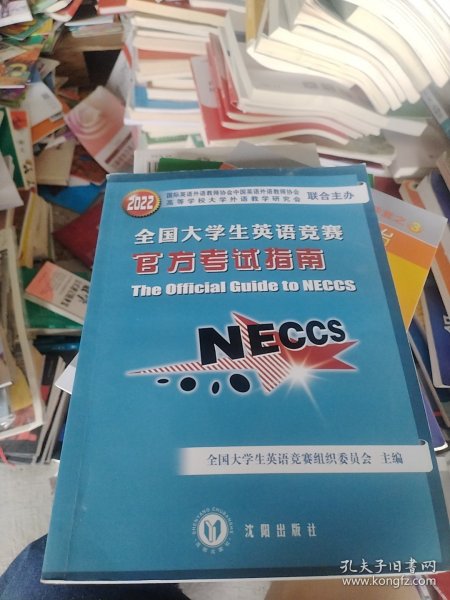 2022
国际英语外语教师协会中国英语外语教师协会
高等学校大学外语教学研究会
联合主办
全国大学生英语竞赛
官方考试指南
The Official Guide to NECCS
NECCS
全国大学生英语竞赛组织委员会 主编
沈阳出版社
孔夫子旧书网
www.kongfz.com